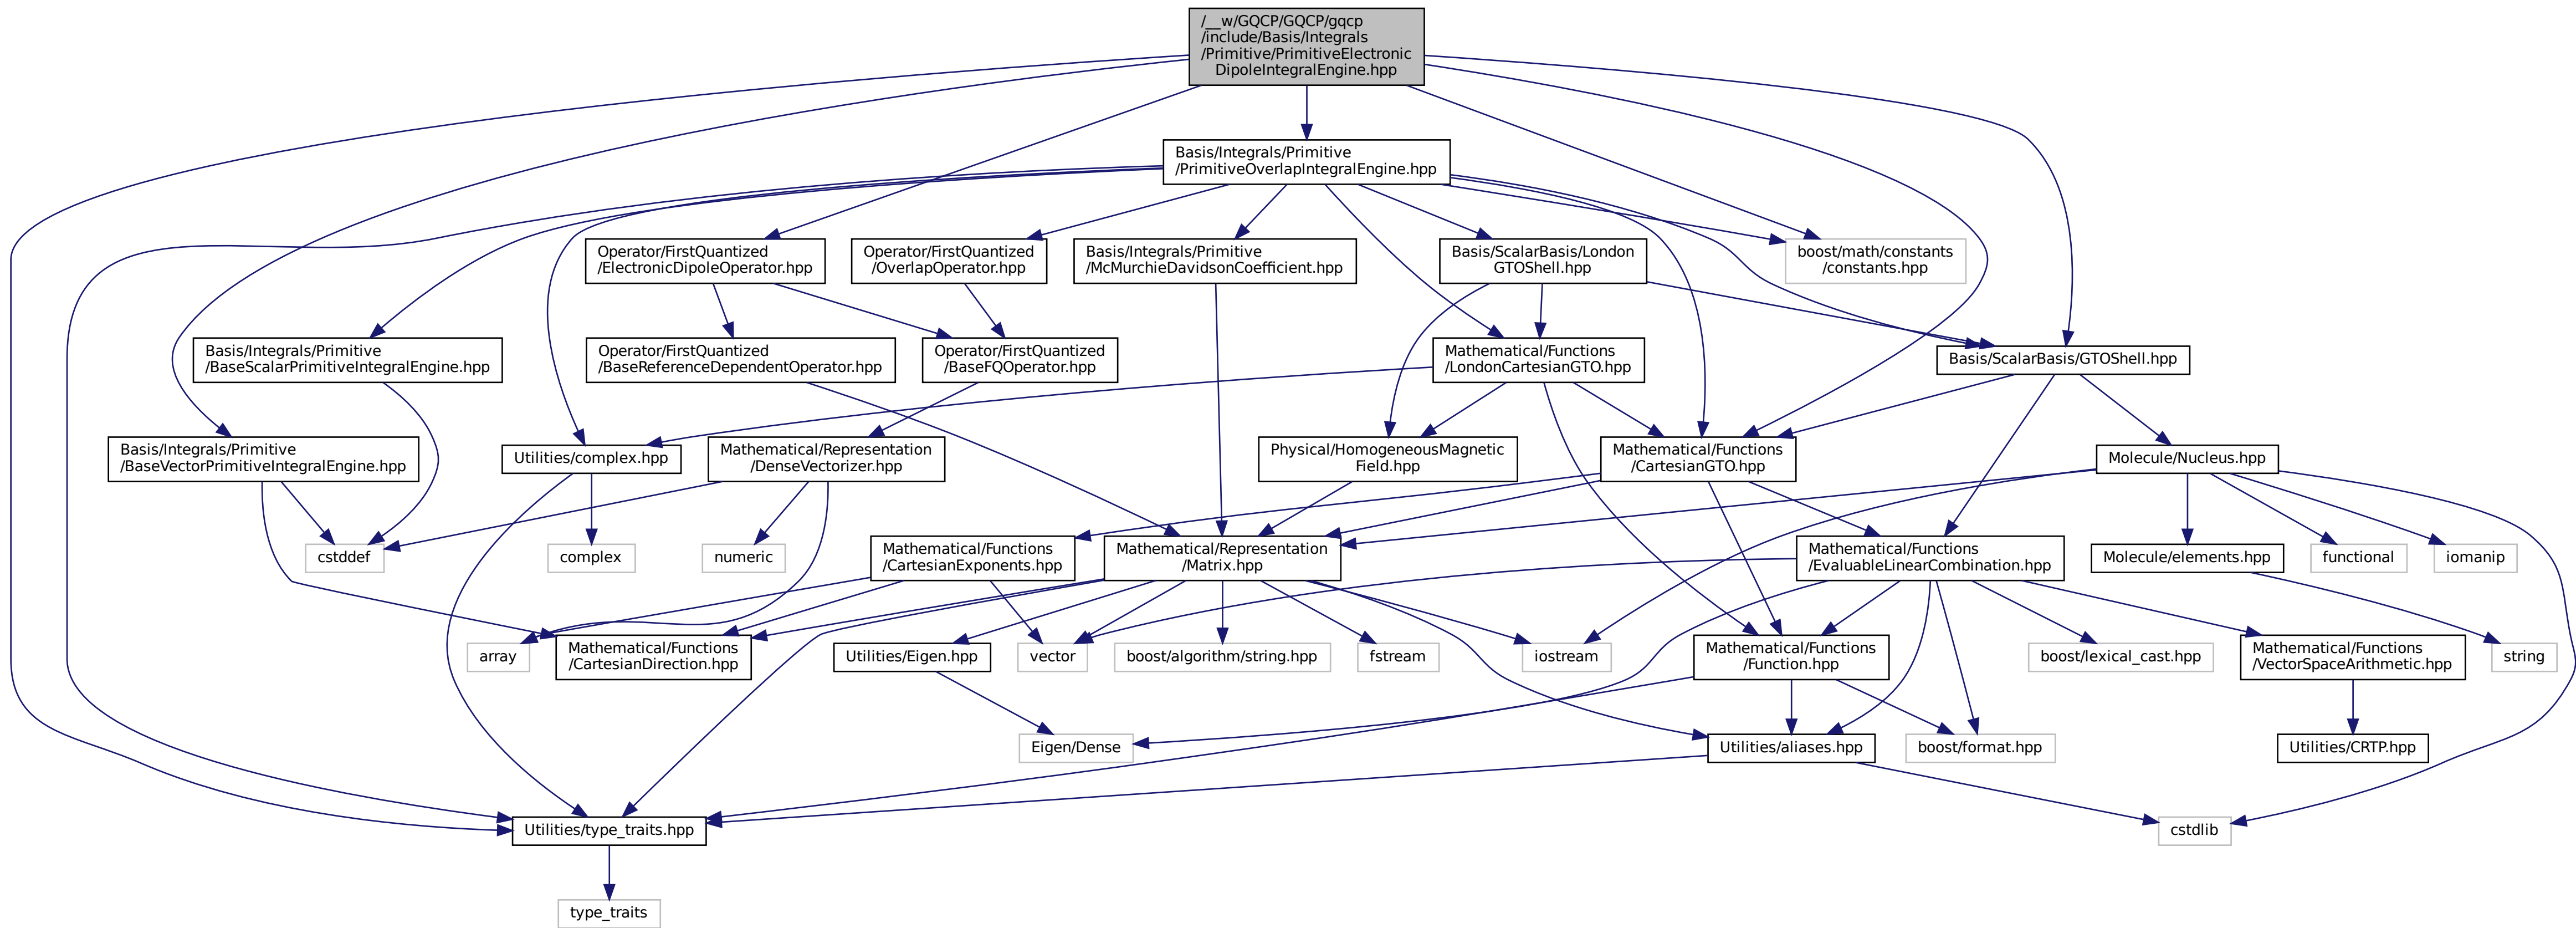 /__w/GQCP/GQCP/gqcp
/include/Basis/Integrals
/Primitive/PrimitiveElectronic
DipoleIntegralEngine.hpp
Basis/Integrals/Primitive
/PrimitiveOverlapIntegralEngine.hpp
Operator/FirstQuantized
/ElectronicDipoleOperator.hpp
Operator/FirstQuantized
/OverlapOperator.hpp
Basis/Integrals/Primitive
/McMurchieDavidsonCoefficient.hpp
Basis/ScalarBasis/London
GTOShell.hpp
boost/math/constants
/constants.hpp
Basis/Integrals/Primitive
/BaseScalarPrimitiveIntegralEngine.hpp
Operator/FirstQuantized
/BaseReferenceDependentOperator.hpp
Operator/FirstQuantized
/BaseFQOperator.hpp
Mathematical/Functions
/LondonCartesianGTO.hpp
Basis/ScalarBasis/GTOShell.hpp
Basis/Integrals/Primitive
/BaseVectorPrimitiveIntegralEngine.hpp
Utilities/complex.hpp
Mathematical/Representation
/DenseVectorizer.hpp
Physical/HomogeneousMagnetic
Field.hpp
Mathematical/Functions
/CartesianGTO.hpp
Molecule/Nucleus.hpp
cstddef
complex
numeric
Mathematical/Functions
/CartesianExponents.hpp
Mathematical/Representation
/Matrix.hpp
Mathematical/Functions
/EvaluableLinearCombination.hpp
Molecule/elements.hpp
functional
iomanip
array
Mathematical/Functions
/CartesianDirection.hpp
Utilities/Eigen.hpp
vector
boost/algorithm/string.hpp
fstream
iostream
Mathematical/Functions
/Function.hpp
boost/lexical_cast.hpp
Mathematical/Functions
/VectorSpaceArithmetic.hpp
string
Eigen/Dense
Utilities/aliases.hpp
boost/format.hpp
Utilities/CRTP.hpp
Utilities/type_traits.hpp
cstdlib
type_traits